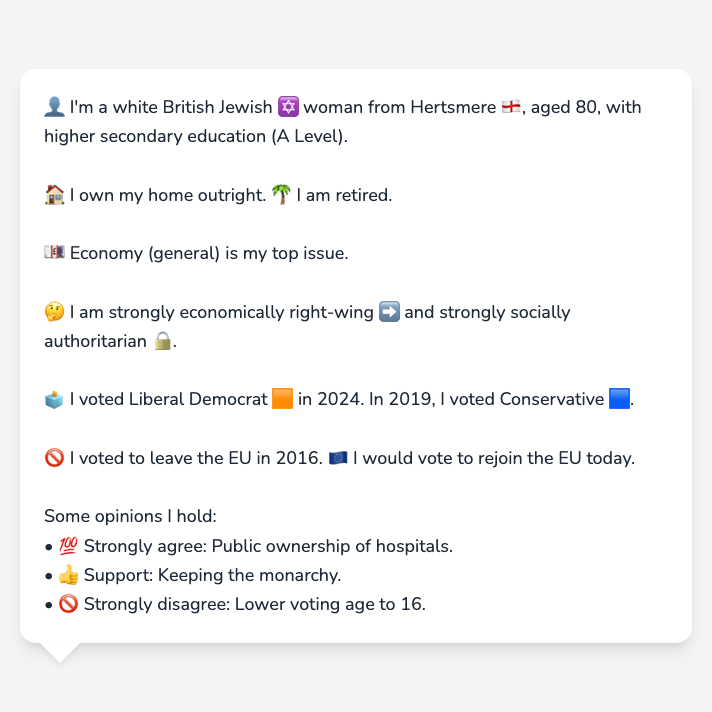 👤 I'm a white British Jewish ✡️ woman from Hertsmere 🏴󠁧󠁢󠁥󠁮󠁧󠁿, aged 80, with
higher secondary education (A Level).
🏠 I own my home outright. 🌴 I am retired.
💷 Economy (general) is my top issue.
🤔 I am strongly economically right-wing ➡️ and strongly socially
authoritarian 🔒.
🗳️ I voted Liberal Democrat 🟧 in 2024. In 2019, I voted Conservative 🟦.
🚫 I voted to leave the EU in 2016. 🇪🇺 I would vote to rejoin the EU today.
Some opinions I hold:
• 💯 Strongly agree: Public ownership of hospitals.
• 👍 Support: Keeping the monarchy.
• 🚫 Strongly disagree: Lower voting age to 16.